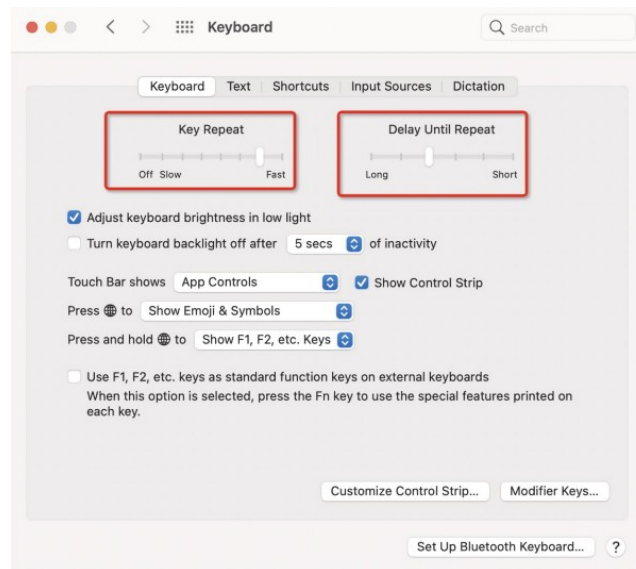 Keyboard
Search
Keyboard Text Shortcuts Input Sources Dictation
Key Repeat
Off Slow Fast
Delay Until Repeat
Long Short
Adjust keyboard brightness in low light
Turn keyboard backlight off after 5 secs of inactivity
Touch Bar shows App Controls Show Control Strip
Press 🌐 to Show Emoji & Symbols
Press and hold 🌐 to Show F1, F2, etc. Keys
Use F1, F2, etc. keys as standard function keys on external keyboards
When this option is selected, press the Fn key to use the special features printed on
each key.
Customize Control Strip... Modifier Keys...
Set Up Bluetooth Keyboard... ?